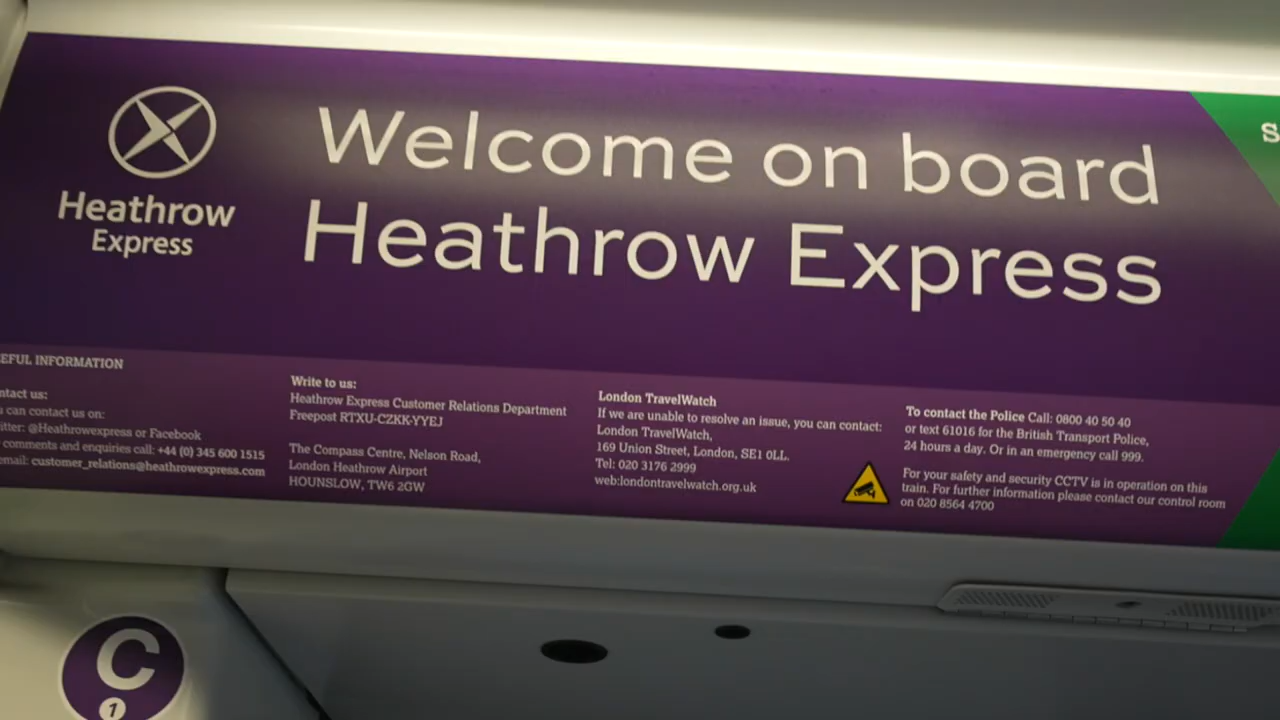 Heathrow
Express
Welcome on board
Heathrow Express
S
EFUL INFORMATION
ntact us:
can contact us on:
itter: @Heathrowexpress or Facebook
comments and enquiries call: +44 (0) 345 600 1515
email: customer_relations@heathrowexpress.com
Write to us:
Heathrow Express Customer Relations Department
Freepost RTXU-CZKK-YYEJ
The Compass Centre, Nelson Road,
London Heathrow Airport
HOUNSLOW, TW6 2GW
London TravelWatch
If we are unable to resolve an issue, you can contact:
London TravelWatch,
169 Union Street, London, SE1 0LL.
Tel: 020 3176 2999
web:londontravelwatch.org.uk
To contact the Police Call: 0800 40 50 40
or text 61016 for the British Transport Police,
24 hours a day. Or in an emergency call 999.
For your safety and security CCTV is in operation on this
train. For further information please contact our control room
on 020 8564 4700
C
1